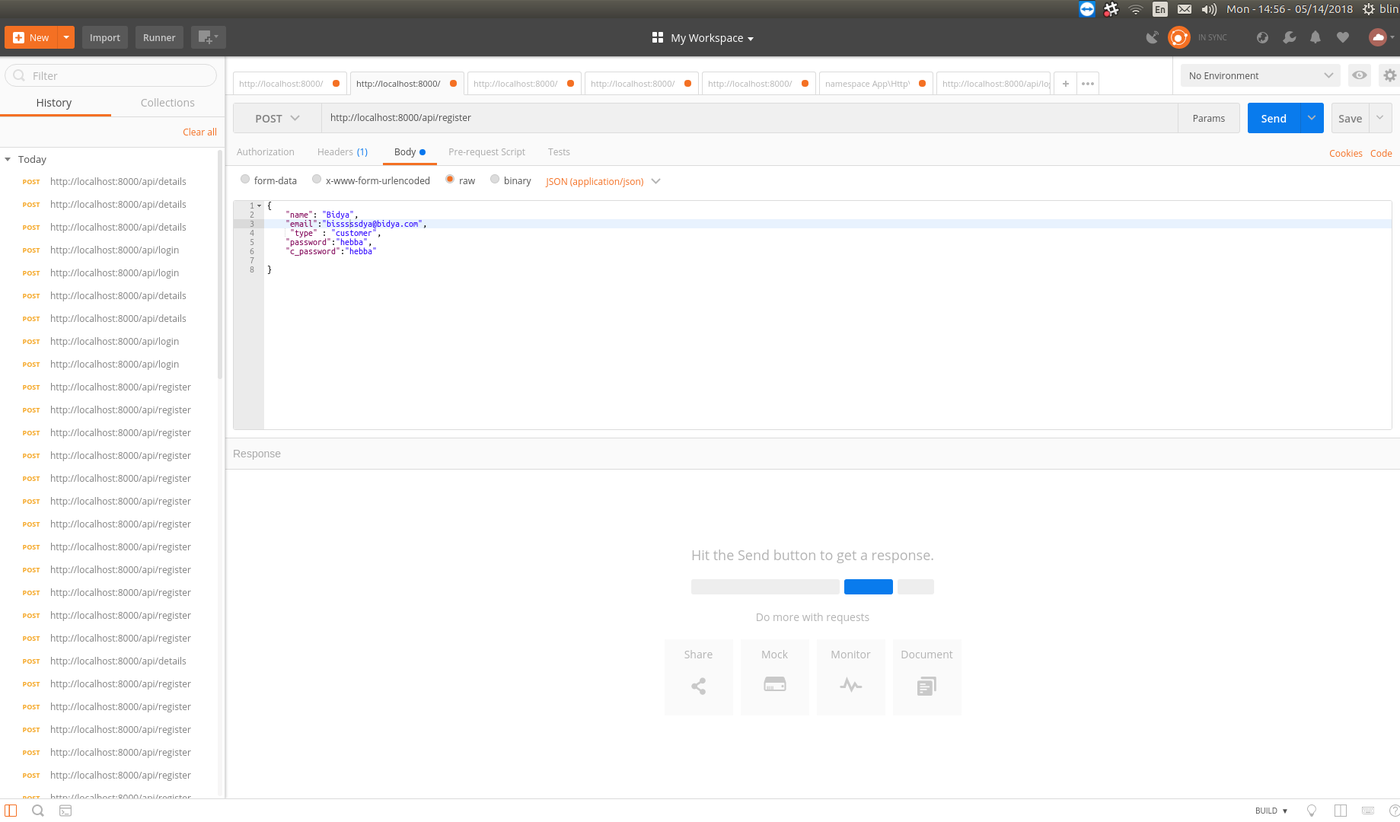 En Mon - 14:56 - 05/14/2018 blin
New Import Runner My Workspace IN SYNC
Filter
History Collections
Clear all
Today
POST http://localhost:8000/api/details
POST http://localhost:8000/api/details
POST http://localhost:8000/api/details
POST http://localhost:8000/api/login
POST http://localhost:8000/api/login
POST http://localhost:8000/api/details
POST http://localhost:8000/api/details
POST http://localhost:8000/api/login
POST http://localhost:8000/api/login
POST http://localhost:8000/api/register
POST http://localhost:8000/api/register
POST http://localhost:8000/api/register
POST http://localhost:8000/api/register
POST http://localhost:8000/api/register
POST http://localhost:8000/api/register
POST http://localhost:8000/api/register
POST http://localhost:8000/api/register
POST http://localhost:8000/api/register
POST http://localhost:8000/api/register
POST http://localhost:8000/api/register
POST http://localhost:8000/api/register
POST http://localhost:8000/api/details
POST http://localhost:8000/api/register
POST http://localhost:8000/api/register
POST http://localhost:8000/api/register
POST http://localhost:8000/api/register
POST http://localhost:8000/api/register
POST http://localhost:8000/api/register
http://localhost:8000/ http://localhost:8000/ http://localhost:8000/ http://localhost:8000/ http://localhost:8000/ namespace App\Http\ http://localhost:8000/api/log + •••
No Environment
POST http://localhost:8000/api/register Params Send Save
Authorization Headers (1) Body Pre-request Script Tests Cookies Code
form-data x-www-form-urlencoded raw binary JSON (application/json)
1 {
2 "name": "Bidya",
3 "email":"bisssssdya@bidya.com",
4 "type" : "customer",
5 "password":"hebba",
6 "c_password":"hebba"
7
8 }
Response
Hit the Send button to get a response.
Do more with requests
Share Mock Monitor Document
BUILD